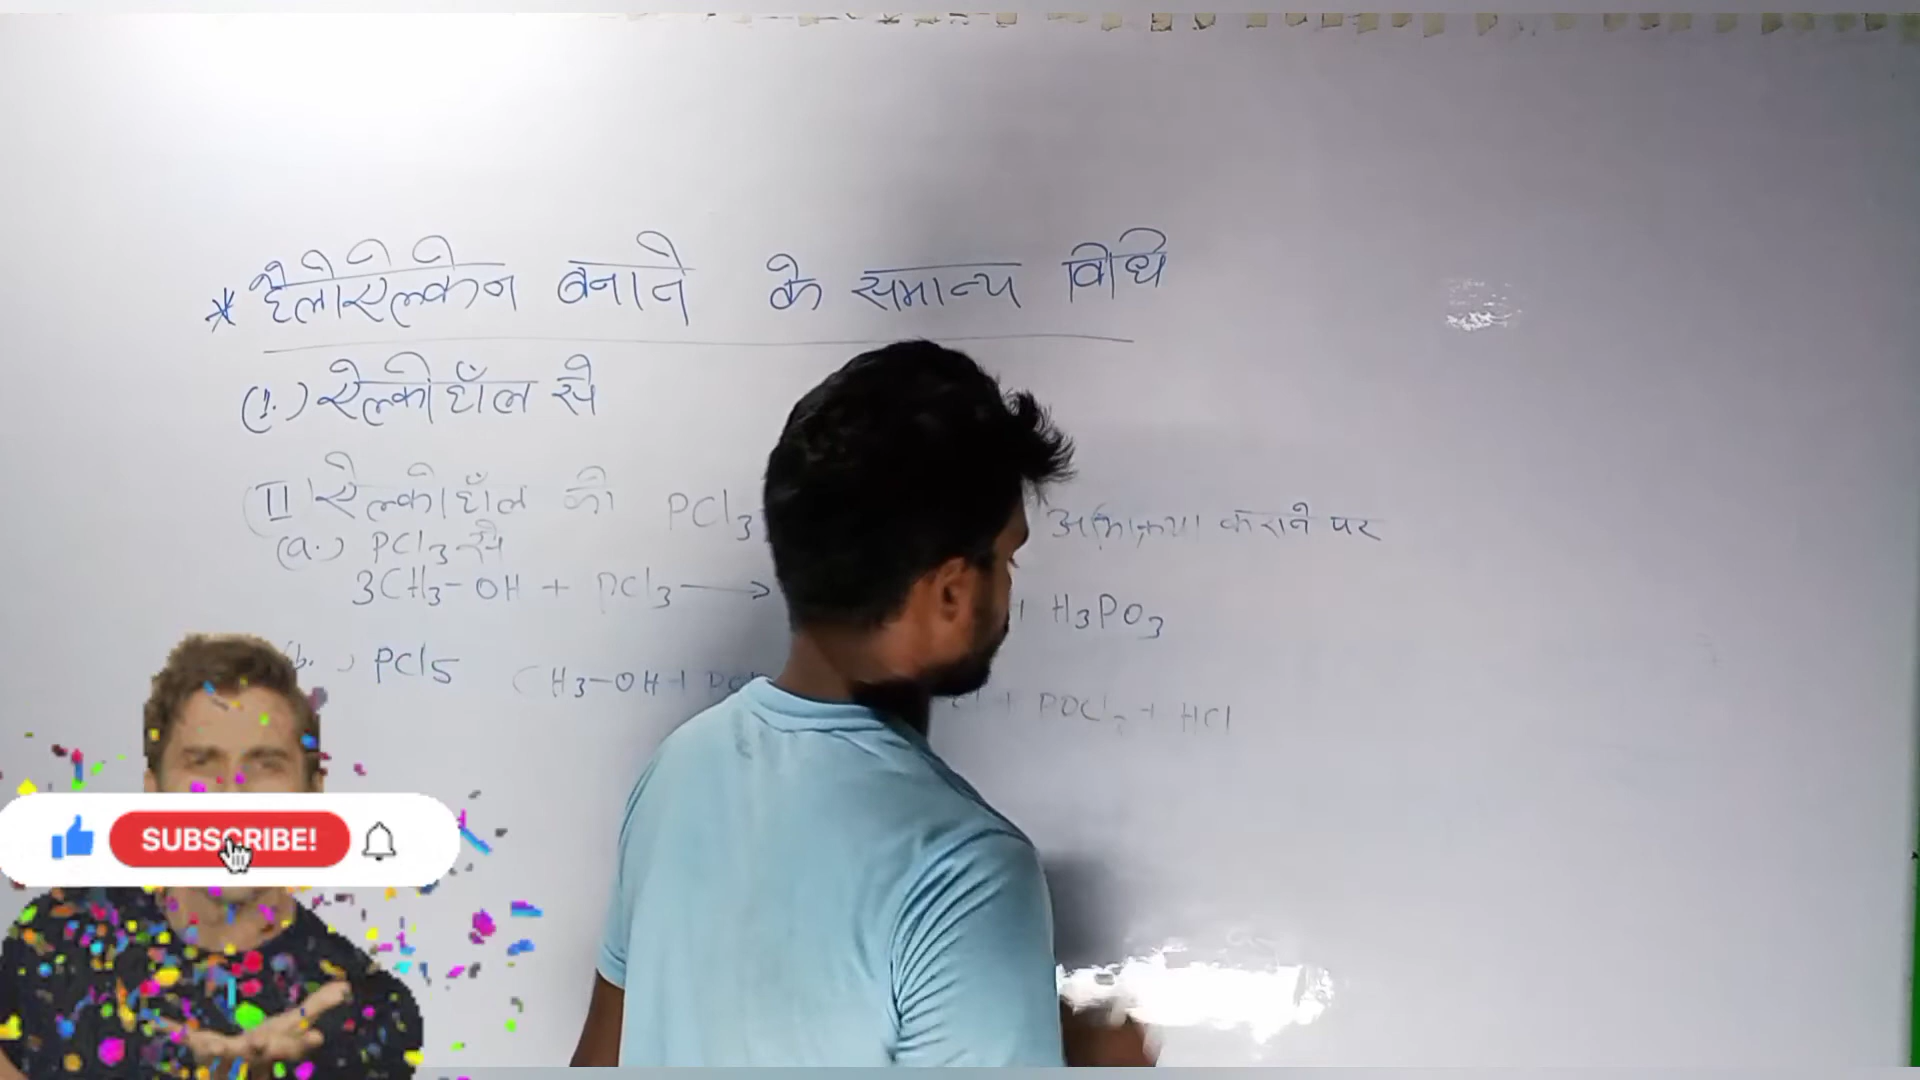 * हैलोऐल्केन बनाने के समान्य विधि
(1.) ऐल्कोहॉल से
(II) ऐल्कोहॉल की PCl3 कराने पर
(a.) PCl3 से
3CH3-OH + PCl3 → + H3PO3
(b.) PCl5 CH3-OH + + POCl3 + HCl
SUBSCRIBE!